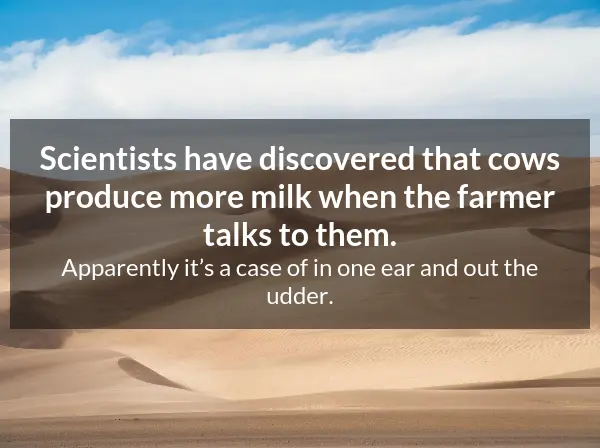 Scientists have discovered that cows
produce more milk when the farmer
talks to them.
Apparently it’s a case of in one ear and out the
udder.